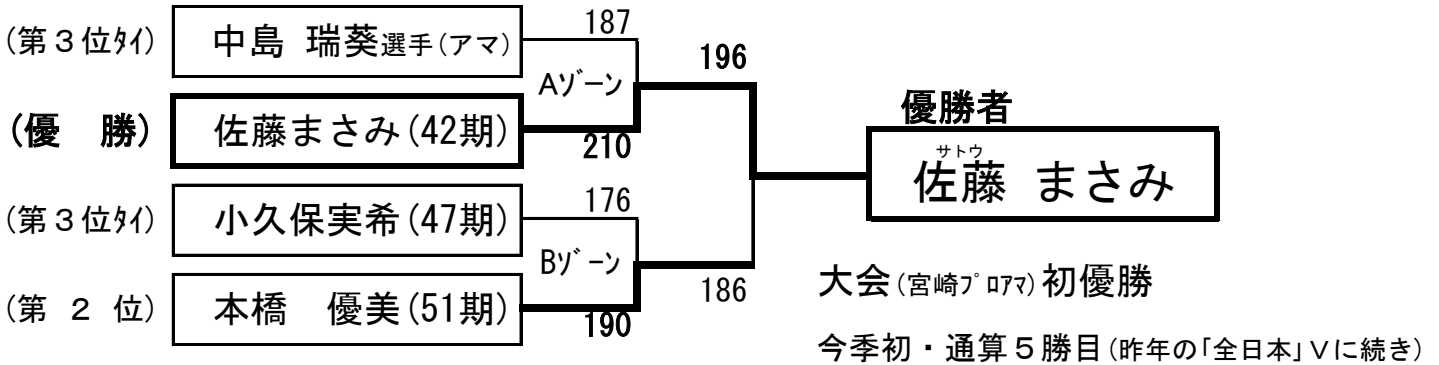 (第３位ﾀｲ) 中島 瑞葵選手(アマ) 187
Aｿﾞｰﾝ 196
(優 勝) 佐藤まさみ(42期) 210
優勝者
サトウ
佐藤 まさみ
(第３位ﾀｲ) 小久保実希(47期) 176
Bｿﾞｰﾝ 186
(第 ２ 位) 本橋 優美(51期) 190
大会(宮崎ﾌﾟﾛｱﾏ)初優勝
今季初・通算５勝目(昨年の｢全日本｣Ｖに続き)